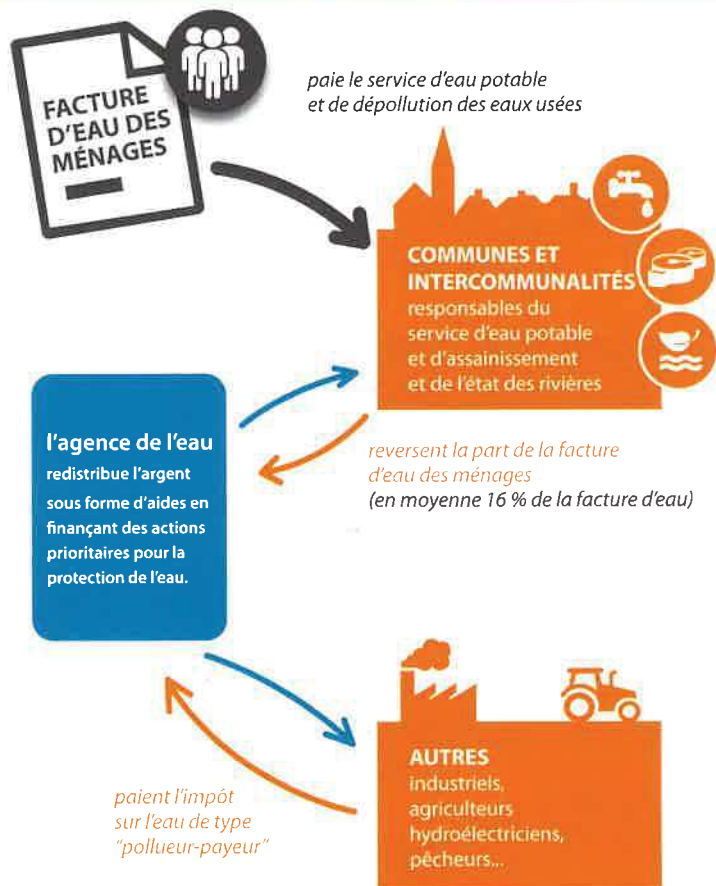 FACTURE
D'EAU DES
MÉNAGES
paie le service d'eau potable
et de dépollution des eaux usées
COMMUNES ET
INTERCOMMUNALITÉS
responsables du
service d'eau potable
et d'assainissement
et de l'état des rivières
l'agence de l'eau
redistribue l'argent
sous forme d'aides en
finançant des actions
prioritaires pour la
protection de l'eau.
reversent la part de la facture
d'eau des ménages
(en moyenne 16 % de la facture d'eau)
paient l'impôt
sur l'eau de type
"pollueur-payeur"
AUTRES
industriels,
agriculteurs
hydroélectriciens,
pêcheurs...